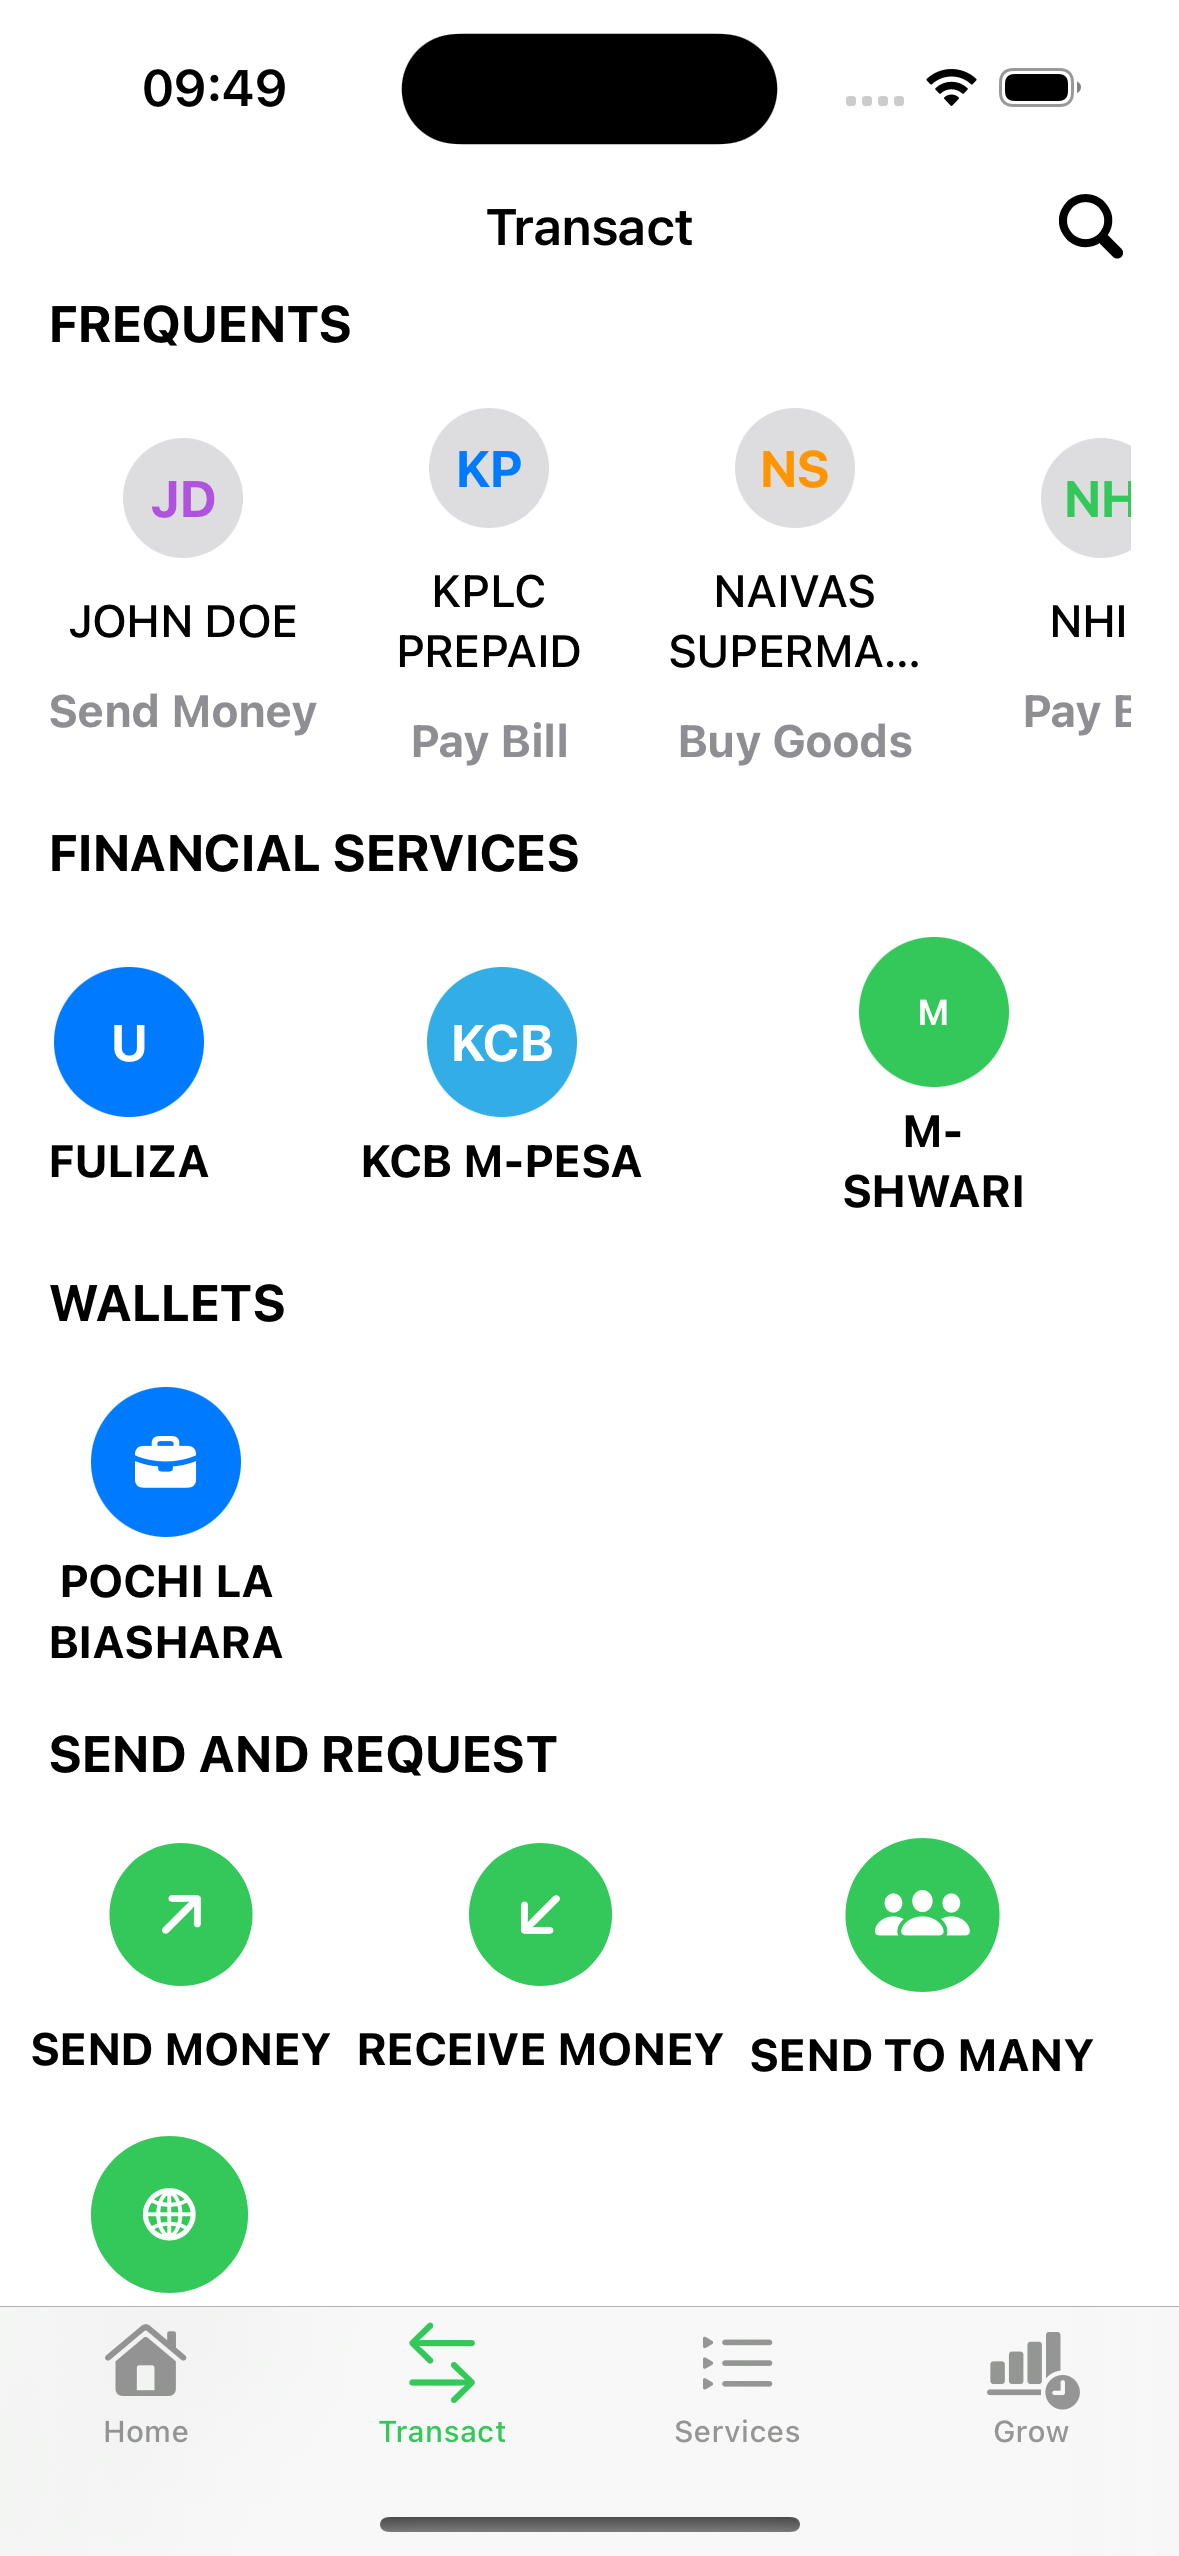 09:49
Transact
FREQUENTS
JD
KP
NS
NH
JOHN DOE
KPLC
PREPAID
NAIVAS
SUPERMA...
NHI
Send Money
Pay Bill
Buy Goods
Pay
FINANCIAL SERVICES
U
KCB
M
FULIZA
KCB M-PESA
M-
SHWARI
WALLETS
POCHI LA
BIASHARA
SEND AND REQUEST
SEND MONEY
RECEIVE MONEY
SEND TO MANY
Home
Transact
Services
Grow